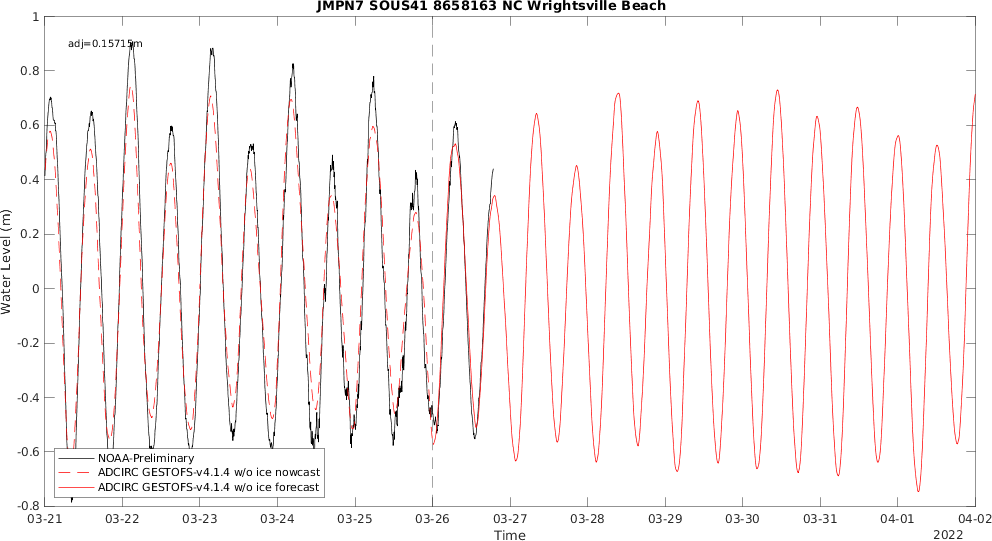 JMPN7 SOUS41 8658163 NC Wrightsville Beach
adj=0.15715m
1
0.8
0.6
0.4
0.2
0
-0.2
-0.4
-0.6
-0.8
Water Level (m)
NOAA-Preliminary
ADCIRC GESTOFS-v4.1.4 w/o ice nowcast
ADCIRC GESTOFS-v4.1.4 w/o ice forecast
03-21 03-22 03-23 03-24 03-25 03-26 03-27 03-28 03-29 03-30 03-31 04-01 04-02
Time
2022